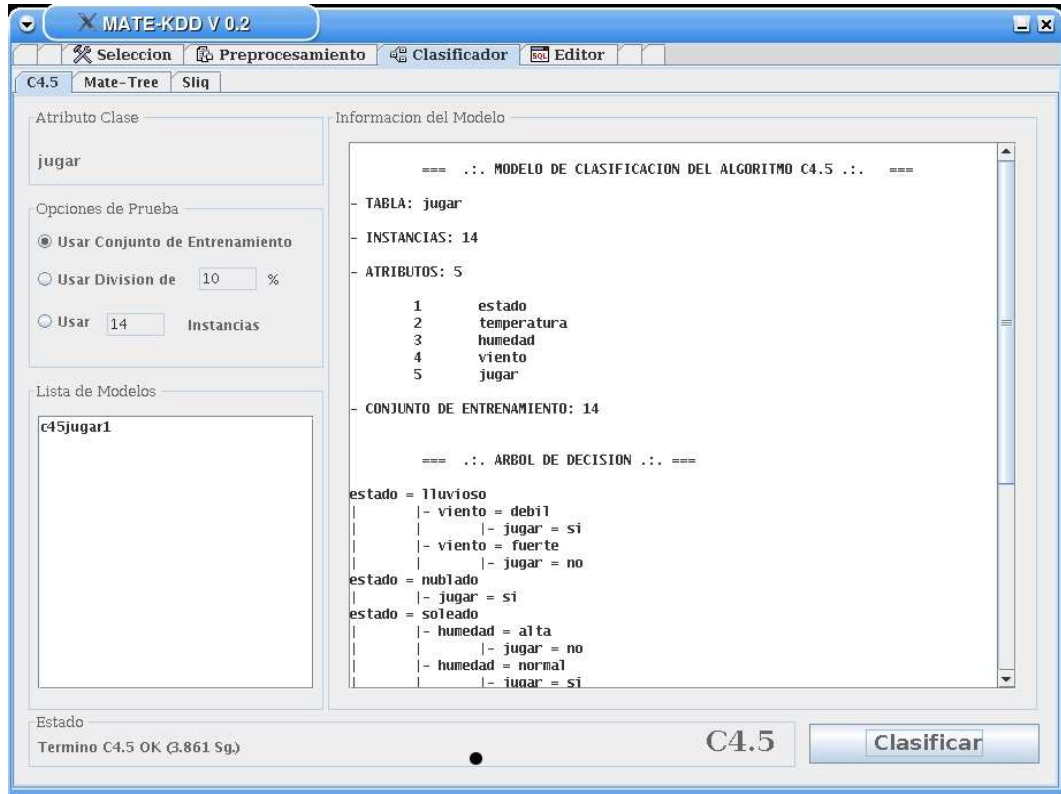 MATE-KDD V 0.2
Seleccion Preprocesamiento Clasificador SQL Editor
C4.5 Mate-Tree Sliq
Atributo Clase
jugar
Opciones de Prueba
Usar Conjunto de Entrenamiento
Usar Division de 10 %
Usar 14 Instancias
Lista de Modelos
c45jugar1
Informacion del Modelo
=== .:. MODELO DE CLASIFICACION DEL ALGORITMO C4.5 .:. ===
- TABLA: jugar
- INSTANCIAS: 14
- ATRIBUTOS: 5
1 estado
2 temperatura
3 humedad
4 viento
5 jugar
- CONJUNTO DE ENTRENAMIENTO: 14
=== .:. ARBOL DE DECISION .:. ===
estado = lluvioso
| |- viento = debil
| | |- jugar = si
| |- viento = fuerte
| | |- jugar = no
estado = nublado
| |- jugar = si
estado = soleado
| |- humedad = alta
| | |- jugar = no
| |- humedad = normal
| | |- jugar = si
Estado
Termino C4.5 OK (3.861 Sg.)
C4.5
Clasificar